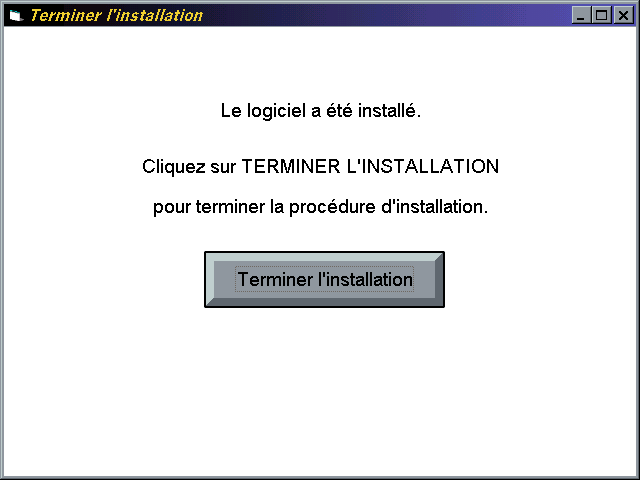 Terminer l'installation
Le logiciel a été installé.
Cliquez sur TERMINER L'INSTALLATION
pour terminer la procédure d'installation.
Terminer l'installation